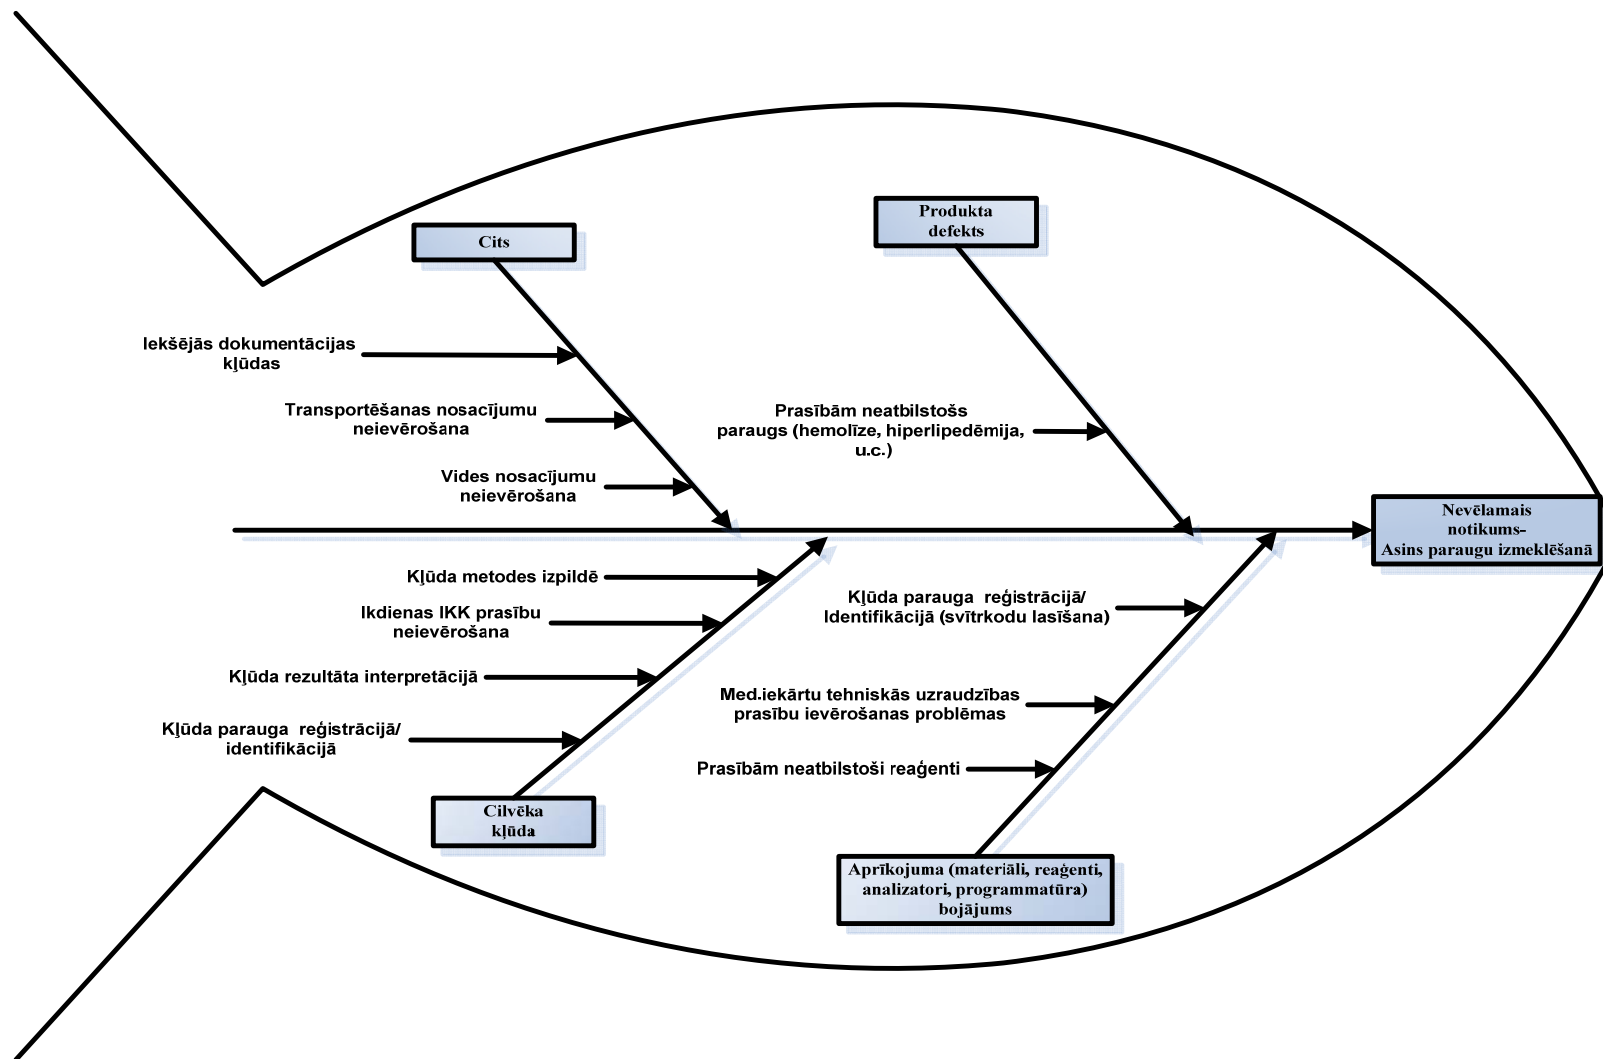 Cits
Produkta
defekts
Iekšējās dokumentācijas
kļūdas
Transportēšanas nosacījumu
neievērošana
Vides nosacījumu
neievērošana
Prasībām neatbilstošs
paraugs (hemolīze, hiperlipedēmija,
u.c.)
Nevēlamais
notikums-
Asins paraugu izmeklēšanā
Kļūda metodes izpildē
Ikdienas IKK prasību
neievērošana
Kļūda rezultāta interpretācijā
Kļūda parauga  reģistrācijā/
identifikācijā
Cilvēka
kļūda
Kļūda parauga  reģistrācijā/
Identifikācijā (svītrkodu lasīšana)
Med.iekārtu tehniskās uzraudzības
prasību ievērošanas problēmas
Prasībām neatbilstoši reaģenti
Aprīkojuma (materiāli, reaģenti,
analizatori, programmatūra)
bojājums